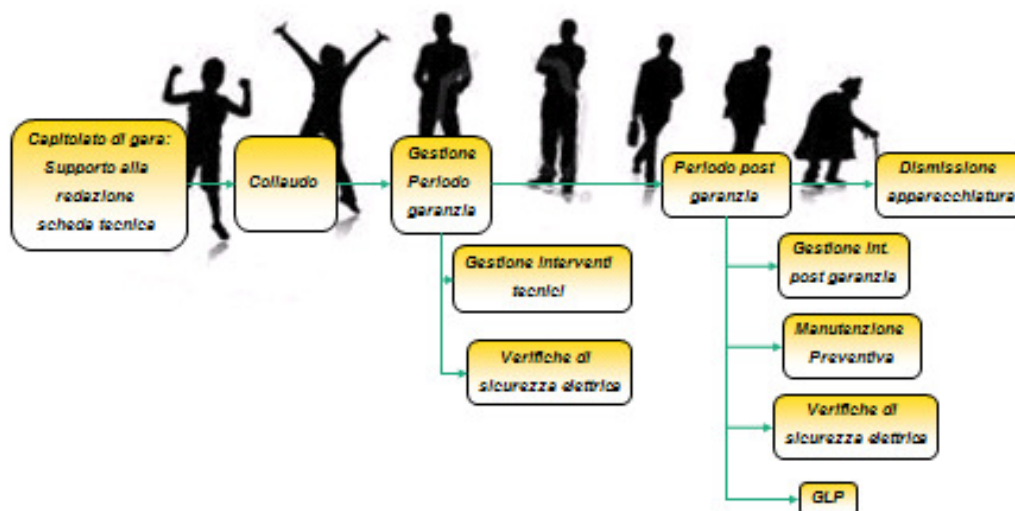 Capitolato di gara:
Supporto alla
redazione
scheda tecnica
Collaudo
Gestione
Periodo
garanzia
Periodo post
garanzia
Dismissione
apparecchiatura
Gestione interventi
tecnici
Verifiche di
sicurezza elettrica
Gestione int.
post garanzia
Manutenzione
Preventiva
Verifiche di
sicurezza elettrica
GLP